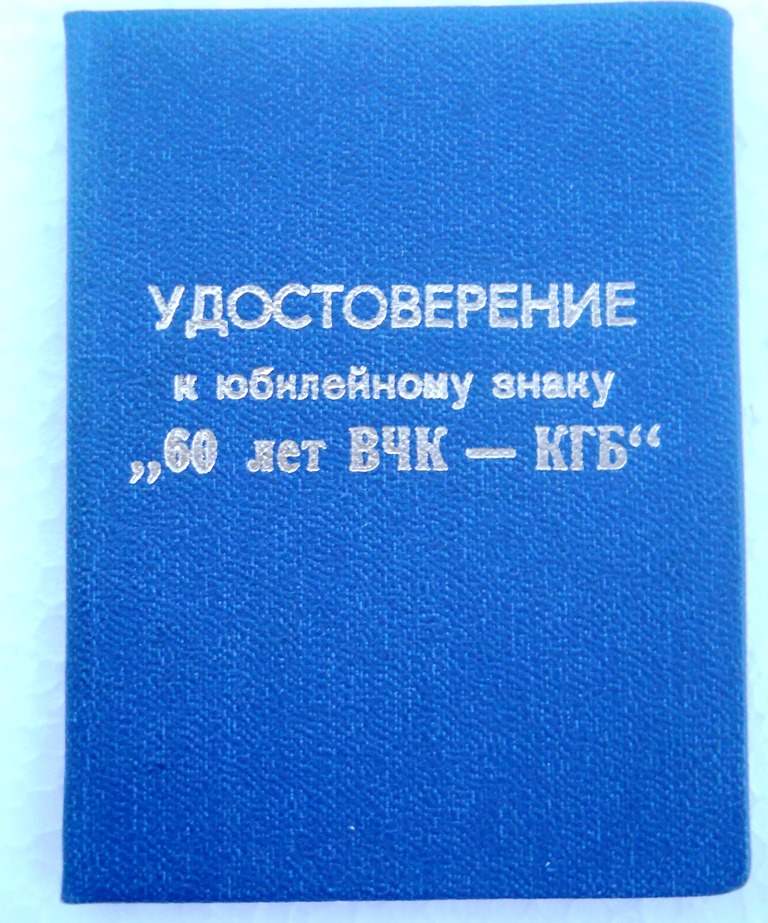 УДОСТОВЕРЕНИЕ
к юбилейному знаку
„60 лет ВЧК — КГБ“